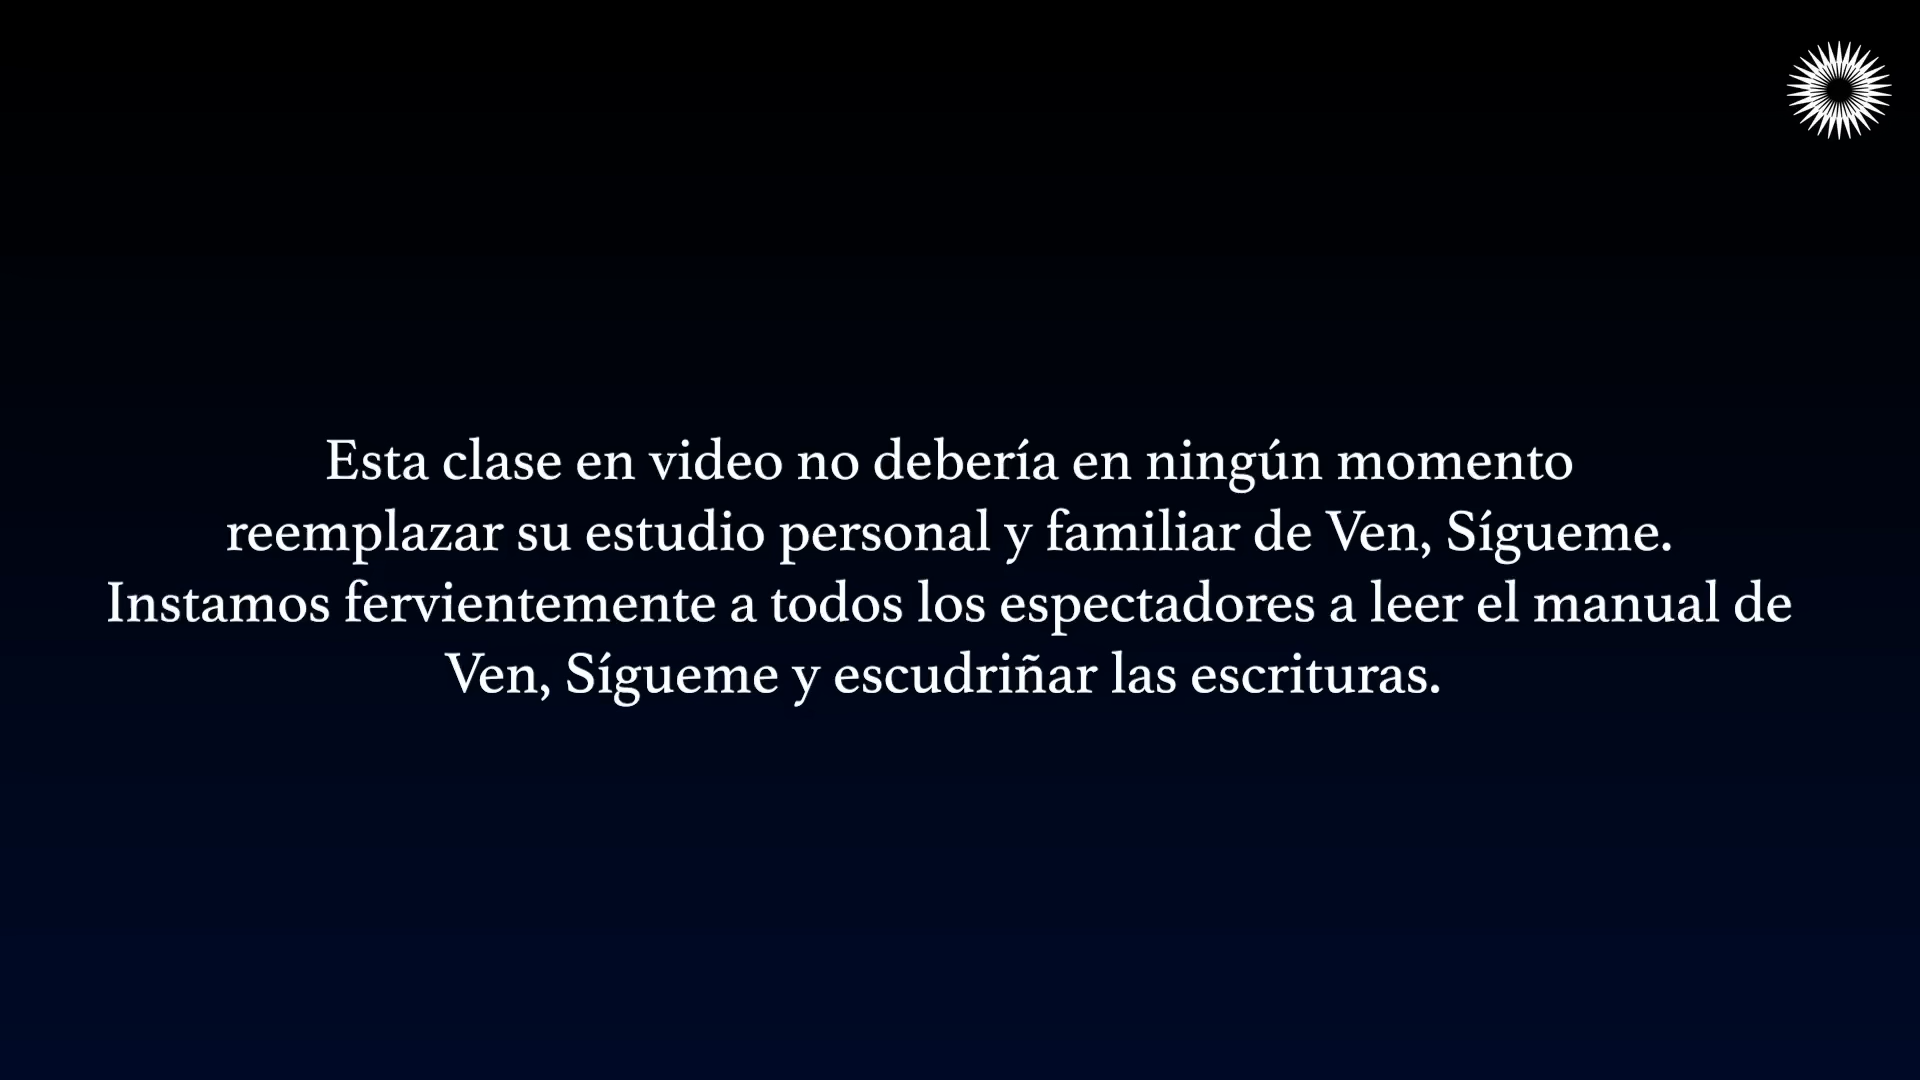 Esta clase en video no debería en ningún momento
reemplazar su estudio personal y familiar de Ven, Sígueme.
Instamos fervientemente a todos los espectadores a leer el manual de
Ven, Sígueme y escudriñar las escrituras.